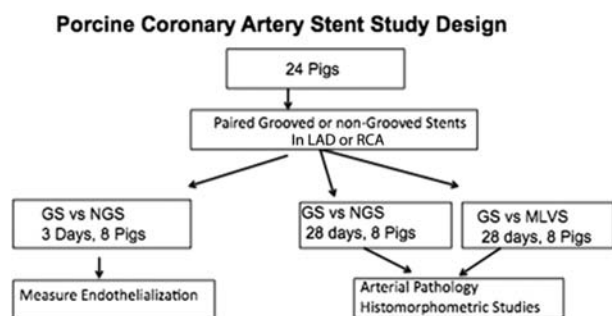 Porcine Coronary Artery Stent Study Design
24 Pigs
Paired Grooved or non-Grooved Stents
In LAD or RCA
GS vs NGS
3 Days, 8 Pigs
GS vs NGS
28 days, 8 Pigs
GS vs MLVS
28 days, 8 Pigs
Measure Endothelialization
Arterial Pathology
Histomorphometric Studies